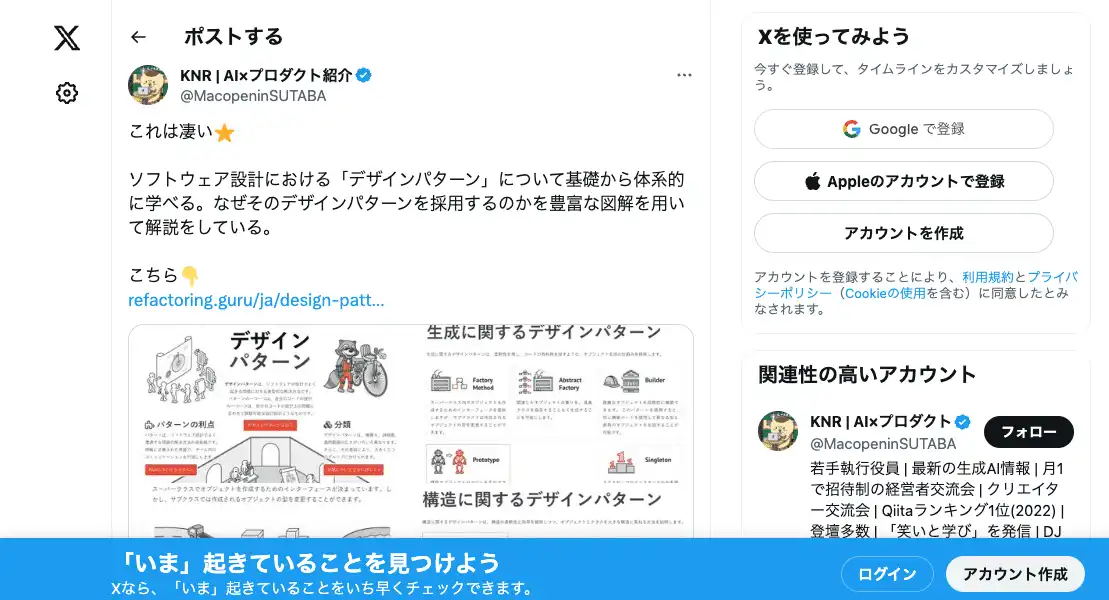 ポストする
KNR | AI×プロダクト紹介
@MacopeninSUTABA
これは凄い⭐
ソフトウェア設計における「デザインパターン」について基礎から体系的
に学べる。なぜそのデザインパターンを採用するのかを豊富な図解を用い
て解説をしている。
こちら👇
refactoring.guru/ja/design-patt...
デザイン
パターン
パターンの利点
分類
スーパークラスでオブジェクトを作成するためのインターフェースが決まっています。し
かし、サブクラスでは作成されるオブジェクトの型を変更することができます。
生成に関するデザインパターン
Factory
Method
Abstract
Factory
Builder
Prototype
Singleton
構造に関するデザインパターン
Xを使ってみよう
今すぐ登録して、タイムラインをカスタマイズしましょ
う。
Google で登録
Appleのアカウントで登録
アカウントを作成
アカウントを登録することにより、利用規約とプライバ
シーポリシー（Cookieの使用を含む）に同意したとみ
なされます。
関連性の高いアカウント
KNR | AI×プロダクト
@MacopeninSUTABA
フォロー
若手執行役員 | 最新の生成AI情報 | 月1
で招待制の経営者交流会 | クリエイタ
ー交流会 | Qiitaランキング1位(2022) |
登壇多数 | 「笑いと学び」を発信 | DJ
「いま」起きていることを見つけよう
Xなら、「いま」起きていることをいち早くチェックできます。
ログイン
アカウント作成